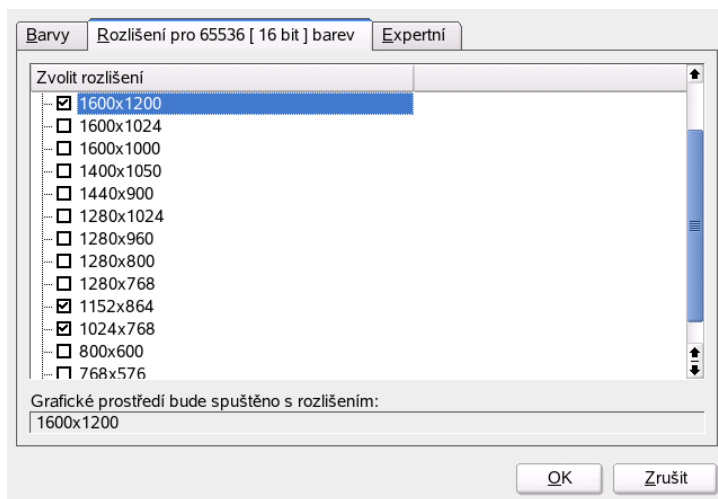 Barvy Rozlišení pro 65536 [ 16 bit ] barev Expertní
Zvolit rozlišení
1600x1200
1600x1024
1600x1000
1400x1050
1440x900
1280x1024
1280x960
1280x800
1280x768
1152x864
1024x768
800x600
768x576
Grafické prostředí bude spuštěno s rozlišením:
1600x1200
OK Zrušit